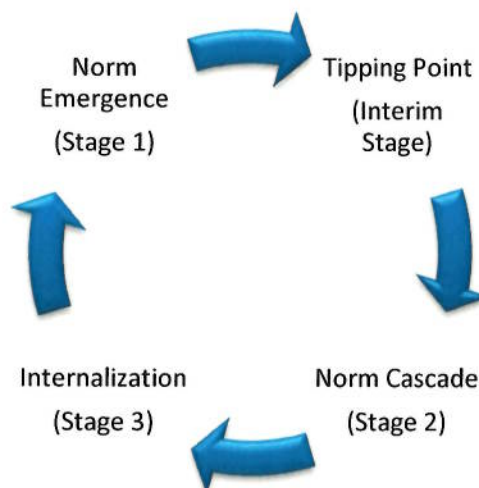 Norm
Emergence
(Stage 1)
Tipping Point
(Interim
Stage)
Norm Cascade
(Stage 2)
Internalization
(Stage 3)